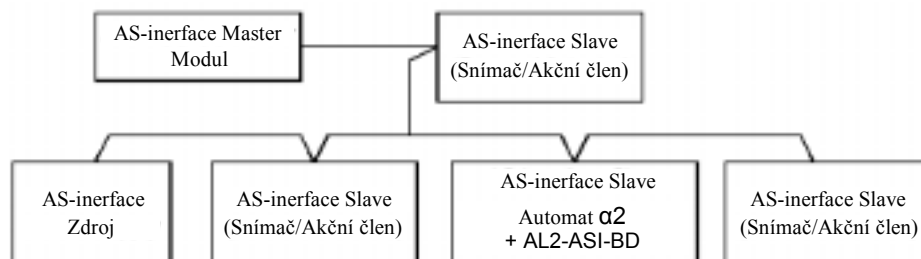 AS-inerface Master
Modul
AS-inerface Slave
(Snímač/Akční člen)
AS-inerface
Zdroj
AS-inerface Slave
(Snímač/Akční člen)
AS-inerface Slave
Automat α2
+ AL2-ASI-BD
AS-inerface Slave
(Snímač/Akční člen)